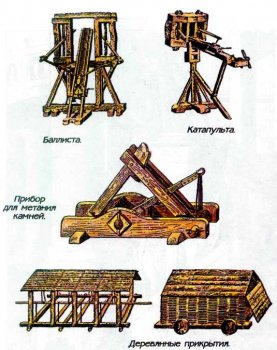 Баллиста.
Катапульта.
Прибор
для метания
камней.
Деревянные прикрытия.